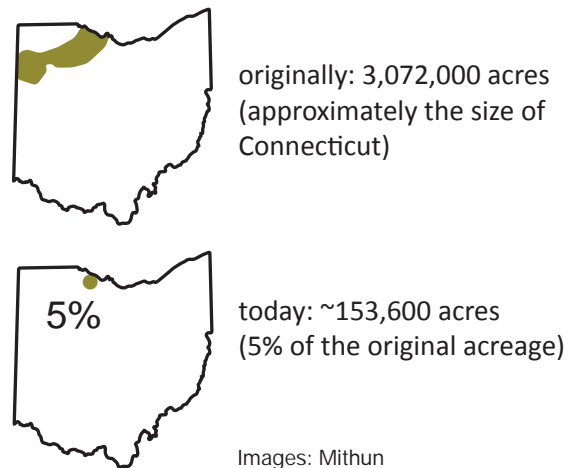 originally: 3,072,000 acres
(approximately the size of
Connecticut)
5%
today: ~153,600 acres
(5% of the original acreage)
Images: Mithun